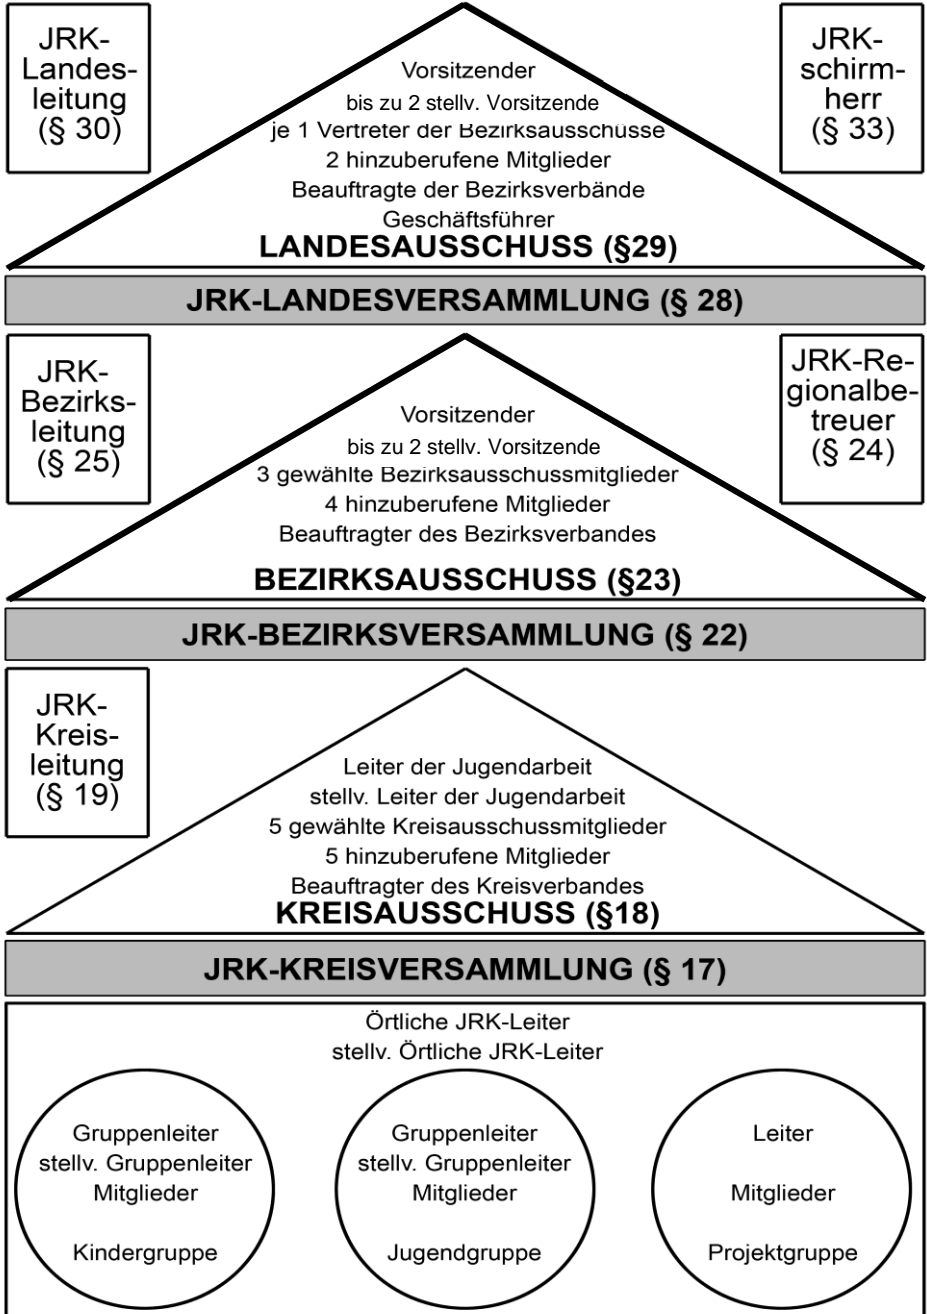 JRK-
Landes-
leitung
(§ 30)
JRK-
schirm-
herr
(§ 33)
Vorsitzender
bis zu 2 stellv. Vorsitzende
je 1 Vertreter der Bezirksausschüsse
2 hinzuberufene Mitglieder
Beauftragte der Bezirksverbände
Geschäftsführer
LANDESAUSSCHUSS (§29)
JRK-LANDESVERSAMMLUNG (§ 28)
JRK-
Bezirks-
leitung
(§ 25)
JRK-Re-
gionalbe-
treuer
(§ 24)
Vorsitzender
bis zu 2 stellv. Vorsitzende
3 gewählte Bezirksausschussmitglieder
4 hinzuberufene Mitglieder
Beauftragter des Bezirksverbandes
BEZIRKSAUSSCHUSS (§23)
JRK-BEZIRKSVERSAMMLUNG (§ 22)
JRK-
Kreis-
leitung
(§ 19)
Leiter der Jugendarbeit
stellv. Leiter der Jugendarbeit
5 gewählte Kreisausschussmitglieder
5 hinzuberufene Mitglieder
Beauftragter des Kreisverbandes
KREISAUSSCHUSS (§18)
JRK-KREISVERSAMMLUNG (§ 17)
Örtliche JRK-Leiter
stellv. Örtliche JRK-Leiter
Gruppenleiter
stellv. Gruppenleiter
Mitglieder
Kindergruppe
Gruppenleiter
stellv. Gruppenleiter
Mitglieder
Jugendgruppe
Leiter
Mitglieder
Projektgruppe